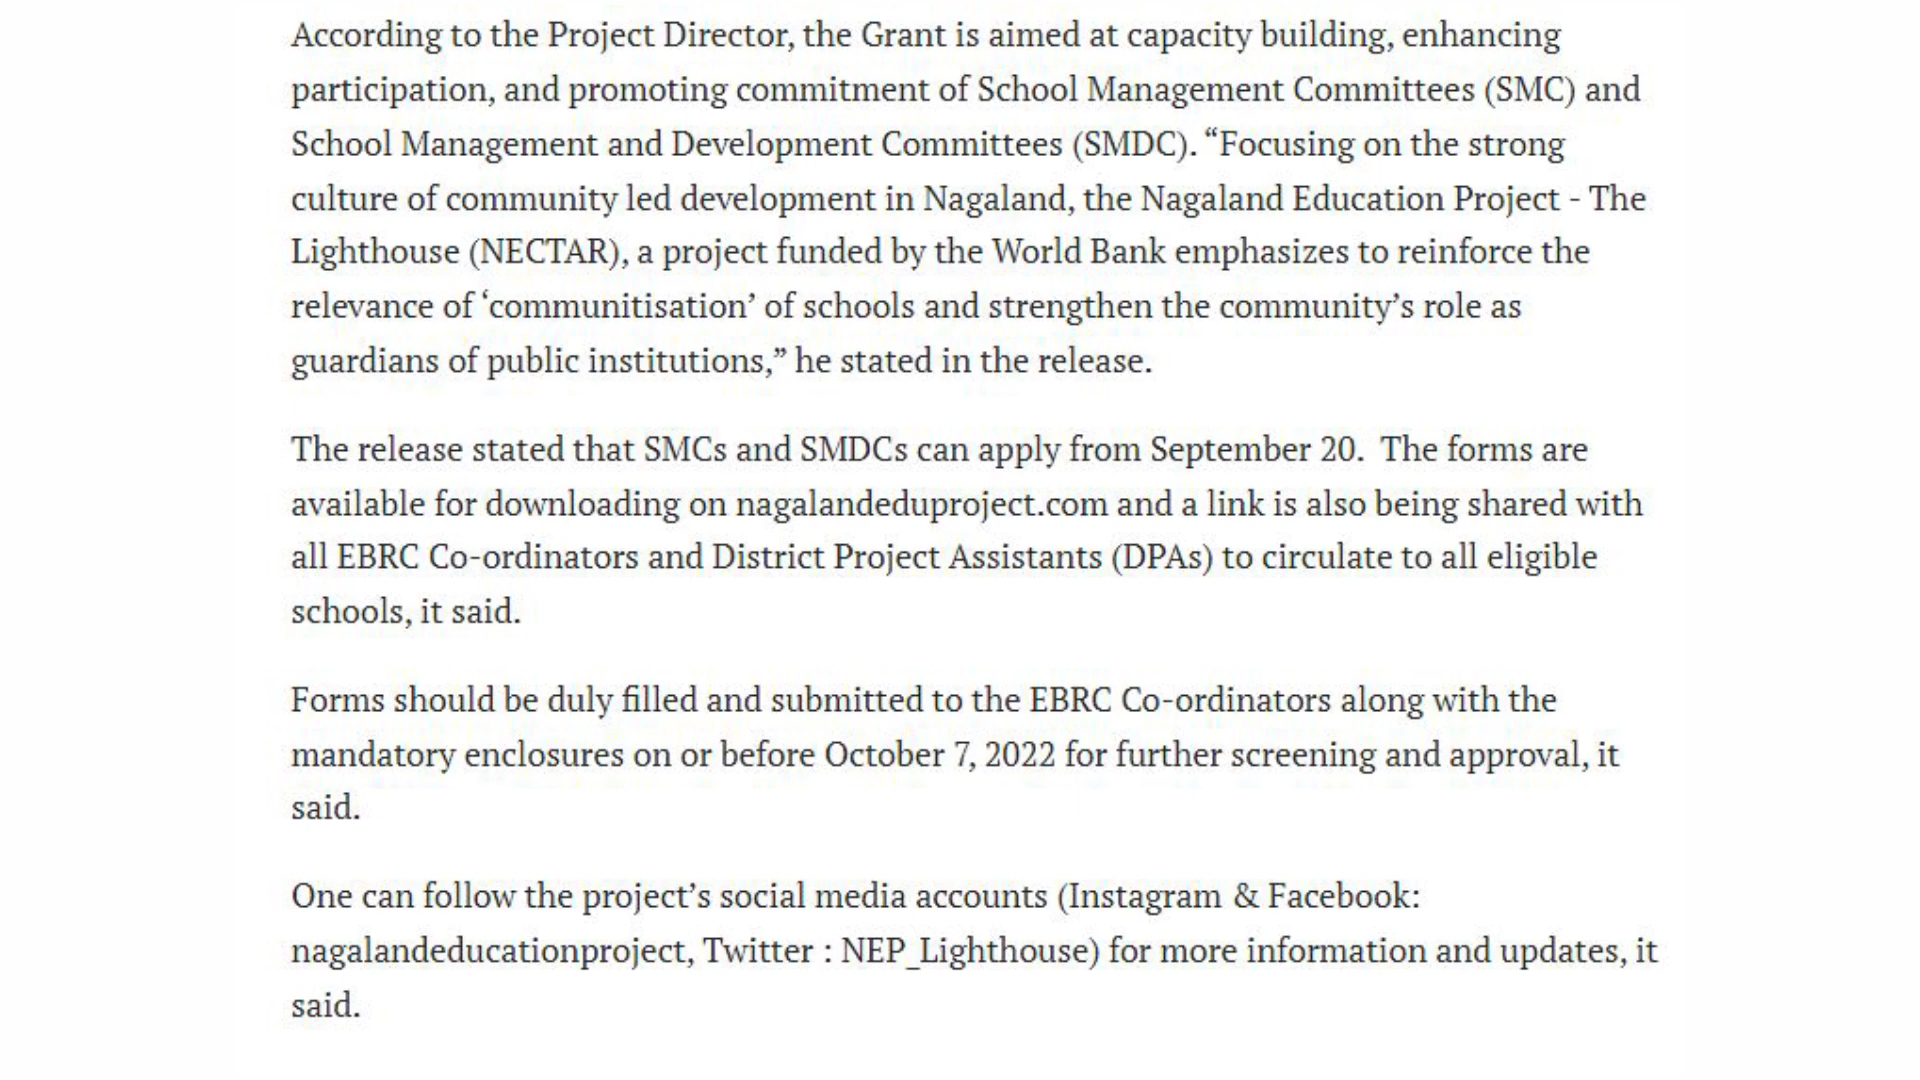 According to the Project Director, the Grant is aimed at capacity building, enhancing
participation, and promoting commitment of School Management Committees (SMC) and
School Management and Development Committees (SMDC). “Focusing on the strong
culture of community led development in Nagaland, the Nagaland Education Project - The
Lighthouse (NECTAR), a project funded by the World Bank emphasizes to reinforce the
relevance of ‘communitisation’ of schools and strengthen the community’s role as
guardians of public institutions,” he stated in the release.
The release stated that SMCs and SMDCs can apply from September 20.  The forms are
available for downloading on nagalandeduproject.com and a link is also being shared with
all EBRC Co-ordinators and District Project Assistants (DPAs) to circulate to all eligible
schools, it said.
Forms should be duly filled and submitted to the EBRC Co-ordinators along with the
mandatory enclosures on or before October 7, 2022 for further screening and approval, it
said.
One can follow the project’s social media accounts (Instagram & Facebook:
nagalandeducationproject, Twitter : NEP_Lighthouse) for more information and updates, it
said.